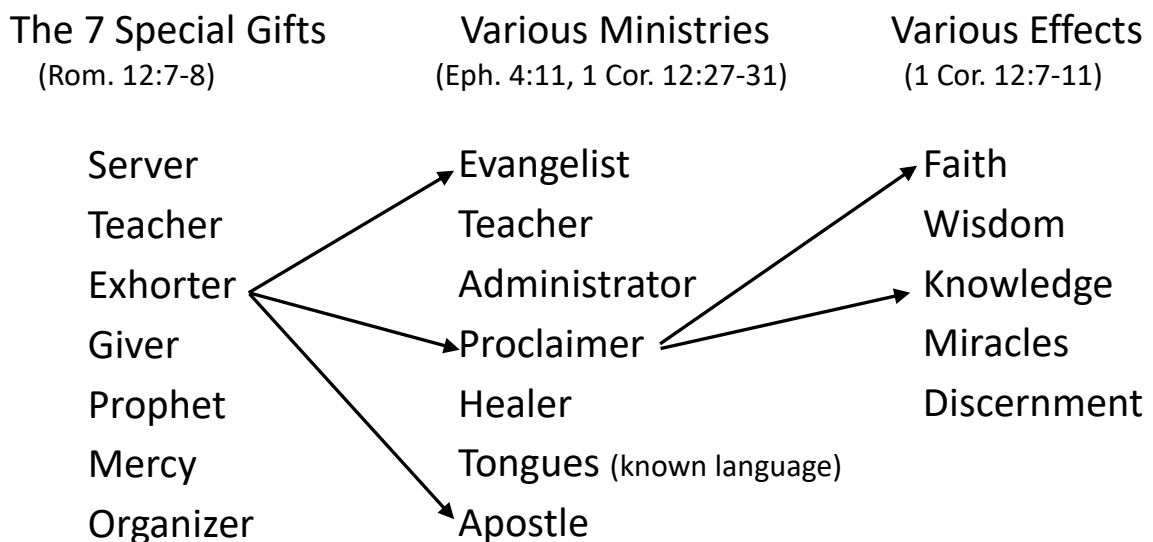 The 7 Special Gifts
(Rom. 12:7-8)
Server
Teacher
Exhorter
Giver
Prophet
Mercy
Organizer
Various Ministries
(Eph. 4:11, 1 Cor. 12:27-31)
Evangelist
Teacher
Administrator
Proclaimer
Healer
Tongues (known language)
Apostle
Various Effects
(1 Cor. 12:7-11)
Faith
Wisdom
Knowledge
Miracles
Discernment